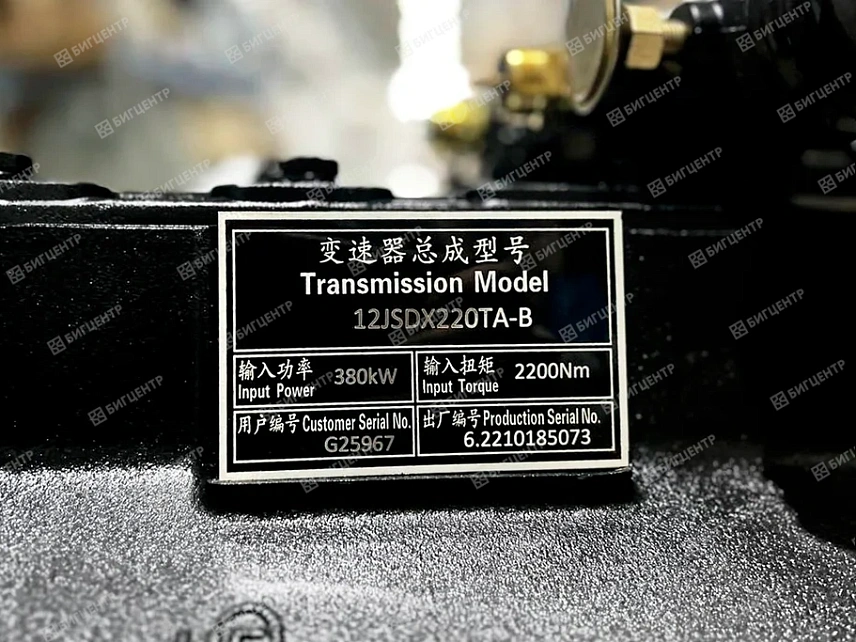 变速器总成型号
Transmission Model
12JSDX220TA-B
输入功率 380kW
Input Power
输入扭矩 2200Nm
Input Torque
用户编号 Customer Serial No.
G25967
出厂编号 Production Serial No.
6.2210185073
БИГЦЕНТР